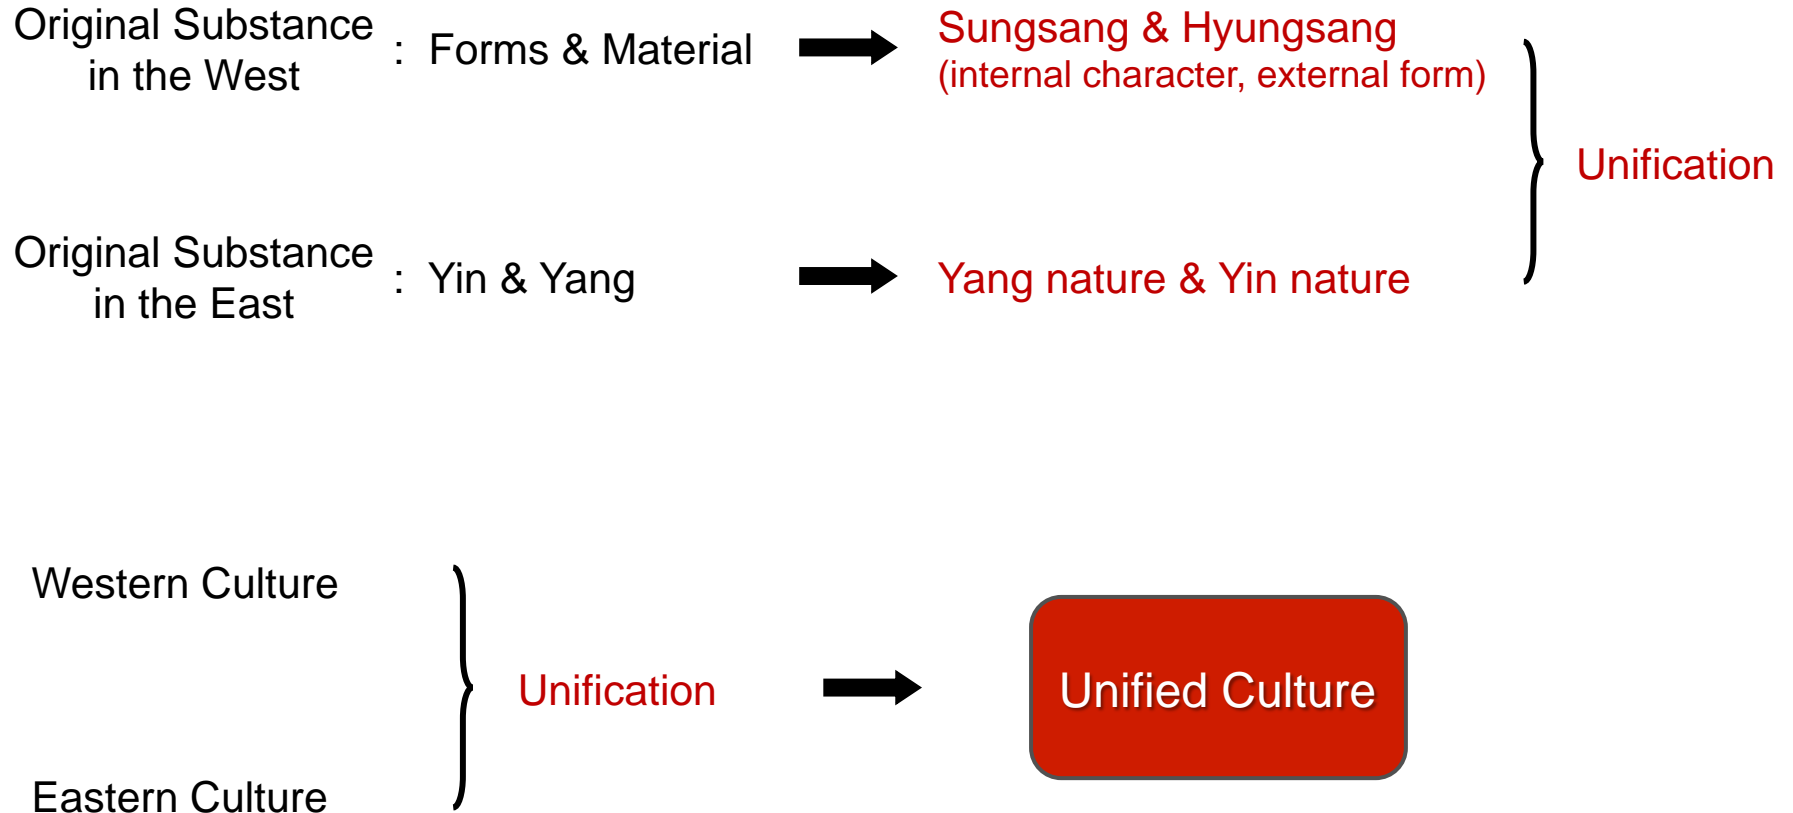 Original Substance
in the West
: Forms & Material
Sungsang & Hyungsang
(internal character, external form)
Unification
Original Substance
in the East
: Yin & Yang
Yang nature & Yin nature
Western Culture
Unification
Unified Culture
Eastern Culture